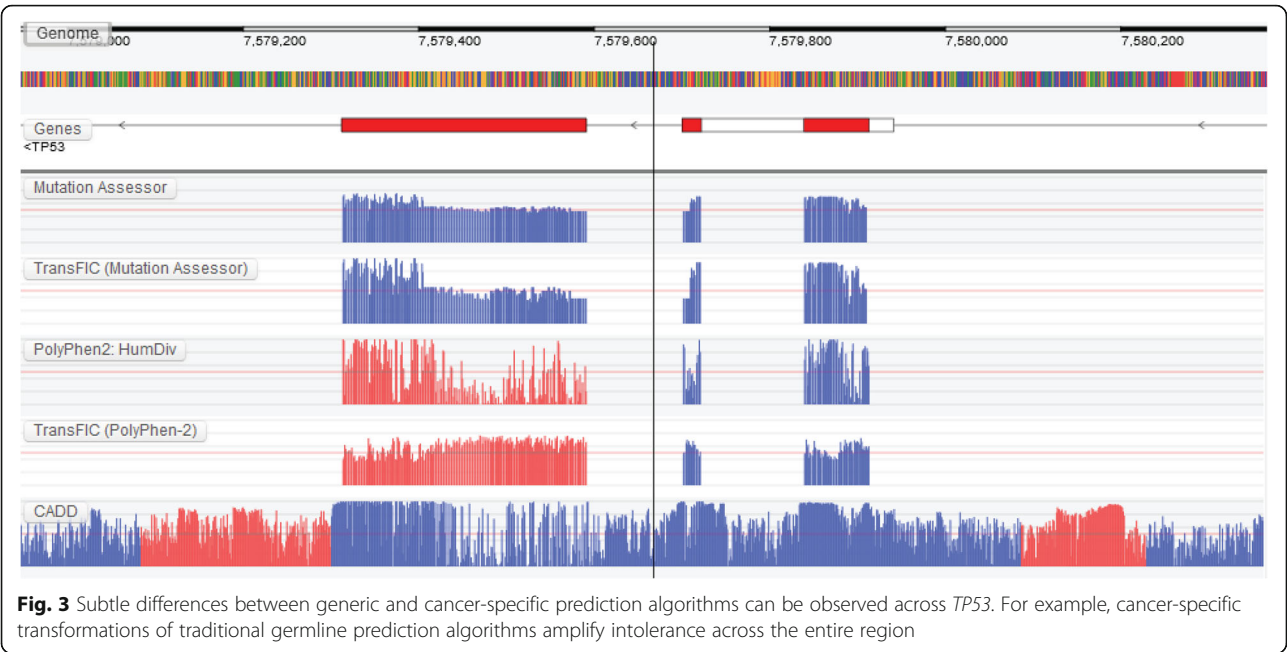 Genome
7,579,200 7,579,400 7,579,600 7,579,800 7,580,000 7,580,200
Genes
<TP53
Mutation Assessor
TransFIC (Mutation Assessor)
PolyPhen2: HumDiv
TransFIC (PolyPhen-2)
CADD
Fig. 3 Subtle differences between generic and cancer-specific prediction algorithms can be observed across TP53. For example, cancer-specific
transformations of traditional germline prediction algorithms amplify intolerance across the entire region